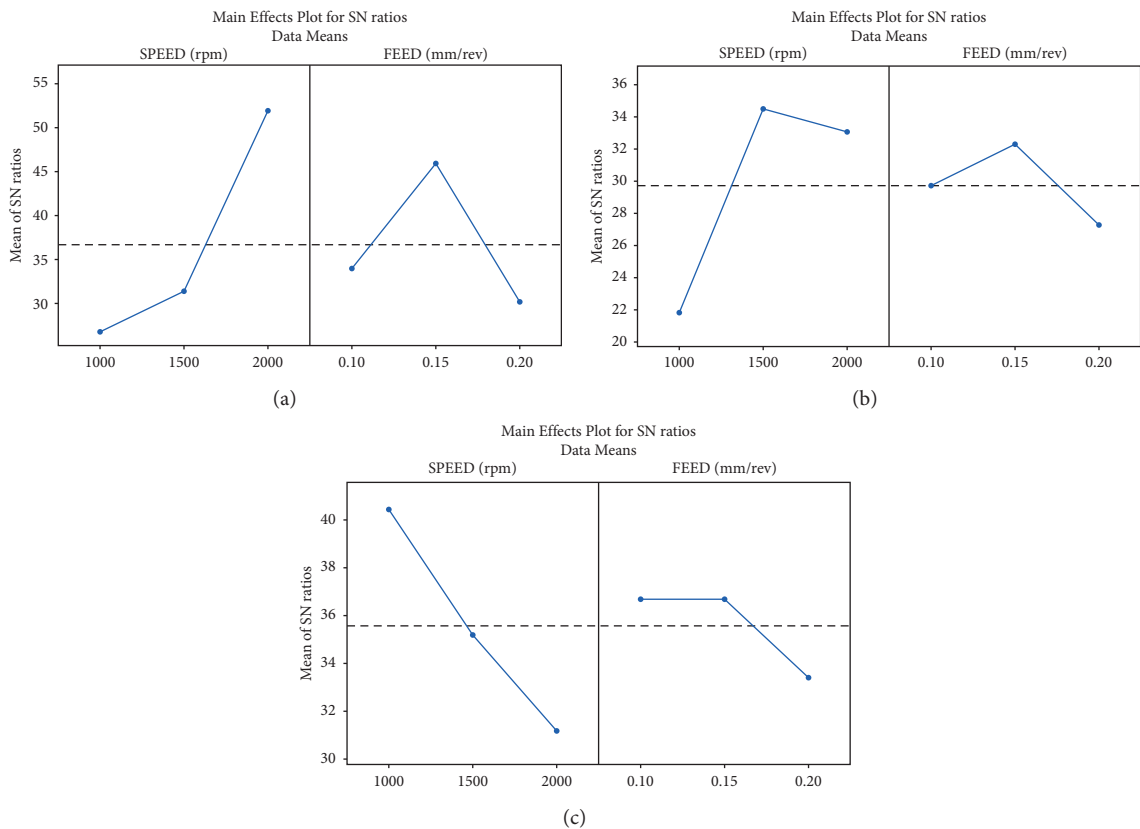 Main Effects Plot for SN ratios
Data Means
SPEED (rpm)
FEED (mm/rev)
Mean of SN ratios
55
50
45
40
35
30
1000
1500
2000
0.10
0.15
0.20
(a)
Main Effects Plot for SN ratios
Data Means
SPEED (rpm)
FEED (mm/rev)
Mean of SN ratios
36
34
32
30
28
26
24
22
20
1000
1500
2000
0.10
0.15
0.20
(b)
Main Effects Plot for SN ratios
Data Means
SPEED (rpm)
FEED (mm/rev)
Mean of SN ratios
40
38
36
34
32
30
1000
1500
2000
0.10
0.15
0.20
(c)